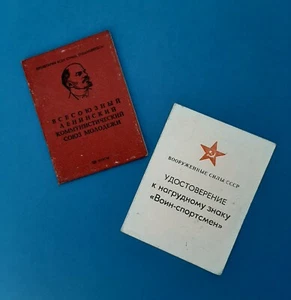 ВСЕСОЮЗНЫЙ
ЛЕНИНСКИЙ
КОММУНИСТИЧЕСКИЙ
СОЮЗ МОЛОДЕЖИ
ВООРУЖЕННЫЕ СИЛЫ СССР
УДОСТОВЕРЕНИЕ
к нагрудному знаку
«Воин-спортсмен»